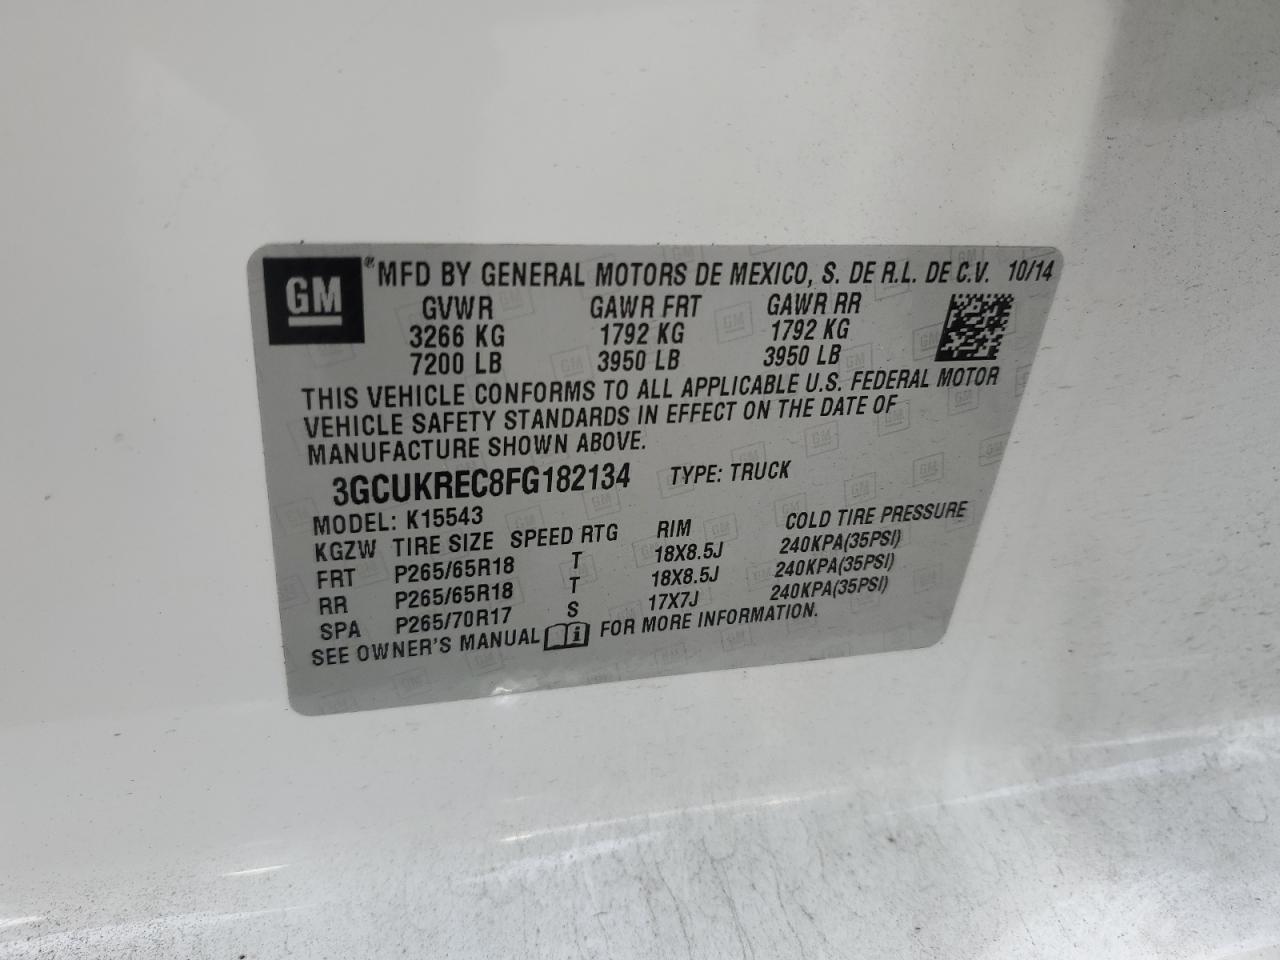 GM ® MFD BY GENERAL MOTORS DE MEXICO, S. DE R.L. DE C.V. 10/14
GVWR GAWR FRT GAWR RR
3266 KG 1792 KG 1792 KG
7200 LB 3950 LB 3950 LB
THIS VEHICLE CONFORMS TO ALL APPLICABLE U.S. FEDERAL MOTOR
VEHICLE SAFETY STANDARDS IN EFFECT ON THE DATE OF
MANUFACTURE SHOWN ABOVE.
3GCUKREC8FG182134 TYPE: TRUCK
MODEL: K15543
KGZW TIRE SIZE SPEED RTG RIM COLD TIRE PRESSURE
FRT P265/65R18 T 18X8.5J 240KPA(35PSI)
RR P265/65R18 T 18X8.5J 240KPA(35PSI)
SPA P265/70R17 S 17X7J 240KPA(35PSI)
SEE OWNER'S MANUAL i FOR MORE INFORMATION.